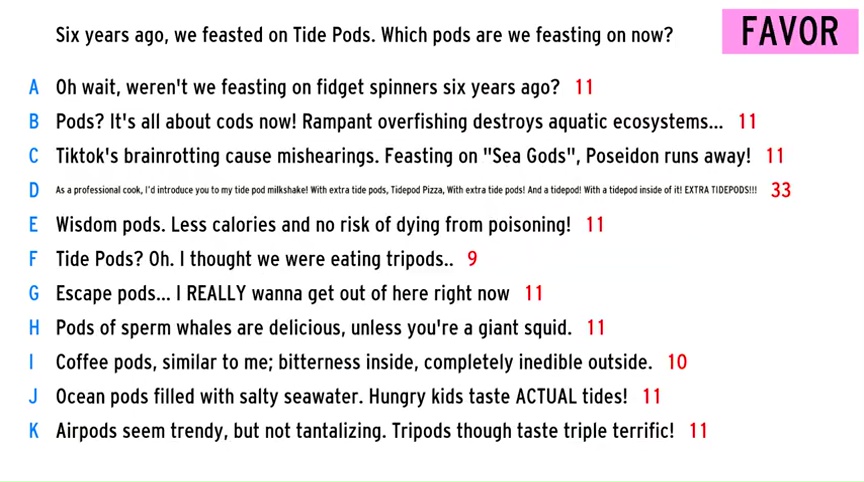 Six years ago, we feasted on Tide Pods. Which pods are we feasting on now?
FAVOR
A Oh wait, weren't we feasting on fidget spinners six years ago? 11
B Pods? It's all about cods now! Rampant overfishing destroys aquatic ecosystems... 11
C Tiktok's brainrotting cause mishearings. Feasting on "Sea Gods", Poseidon runs away! 11
D As a professional cook, I'd introduce you to my tide pod milkshake! With extra tide pods, Tidepod Pizza, With extra tide pods! And a tidepod! With a tidepod inside of it! EXTRA TIDEPODS!!! 33
E Wisdom pods. Less calories and no risk of dying from poisoning! 11
F Tide Pods? Oh. I thought we were eating tripods.. 9
G Escape pods... I REALLY wanna get out of here right now 11
H Pods of sperm whales are delicious, unless you're a giant squid. 11
I Coffee pods, similar to me; bitterness inside, completely inedible outside. 10
J Ocean pods filled with salty seawater. Hungry kids taste ACTUAL tides! 11
K Airpods seem trendy, but not tantalizing. Tripods though taste triple terrific! 11